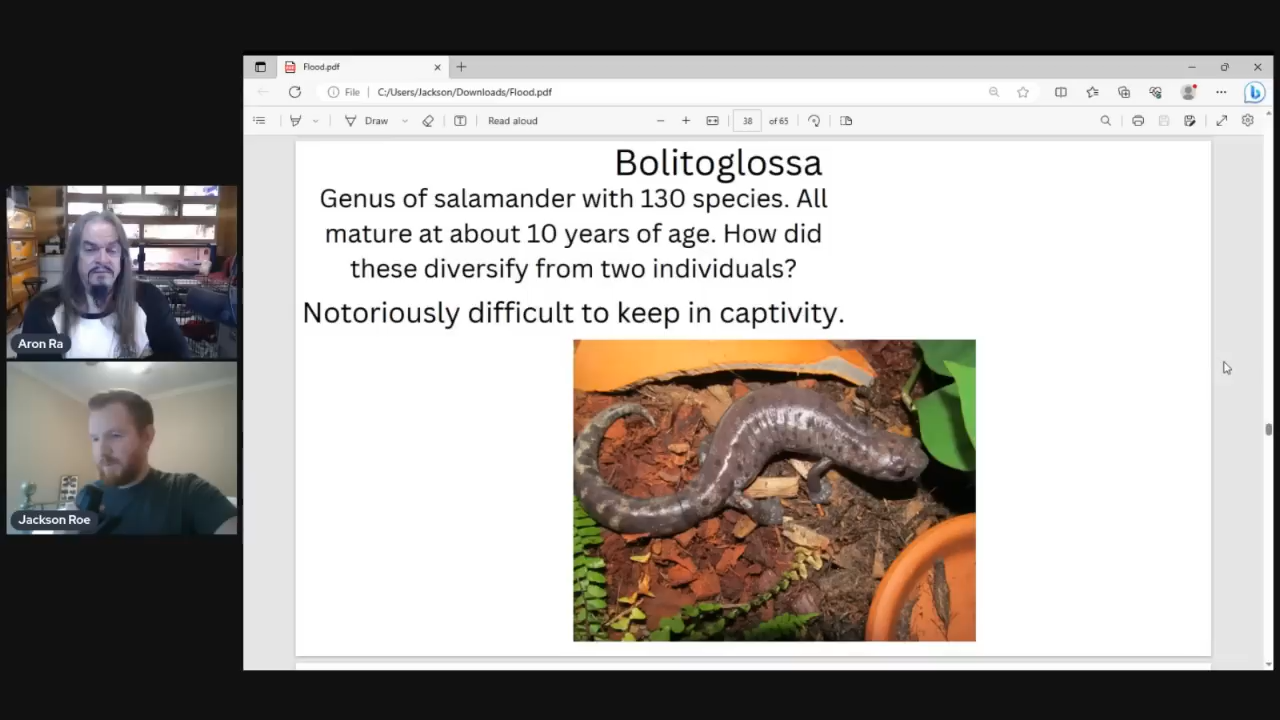 Flood.pdf
File
C:/Users/Jackson/Downloads/Flood.pdf
Draw
Read aloud
38
of 65
Bolitoglossa
Genus of salamander with 130 species. All
mature at about 10 years of age. How did
these diversify from two individuals?
Notoriously difficult to keep in captivity.
Aron Ra
Jackson Roe